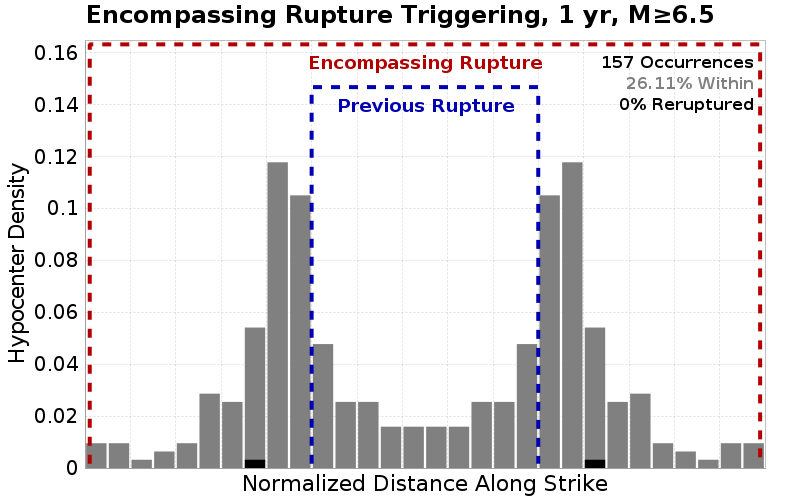 Encompassing Rupture Triggering, 1 yr, M≥6.5
Encompassing Rupture
Previous Rupture
157 Occurrences
26.11% Within
0% Reruptured
Hypocenter Density
0.16
0.14
0.12
0.1
0.08
0.06
0.04
0.02
0
Normalized Distance Along Strike